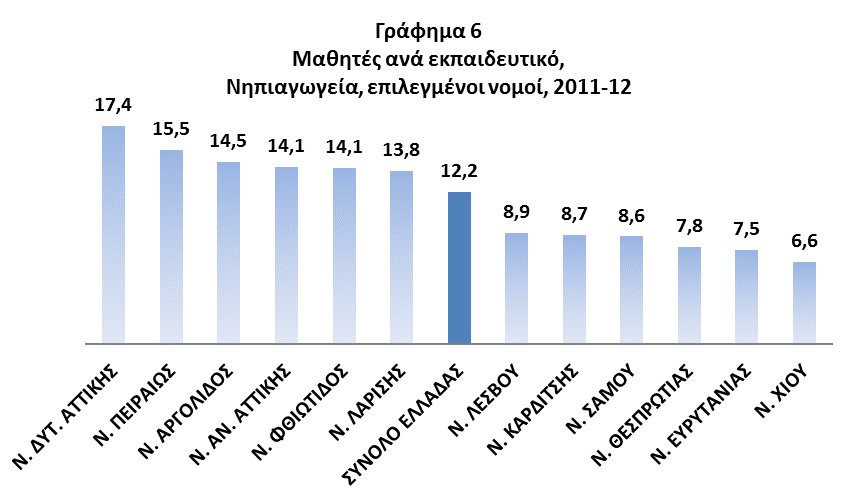 Γράφημα 6
Μαθητές ανά εκπαιδευτικό,
Νηπιαγωγεία, επιλεγμένοι νομοί, 2011-12
17,4
15,5
14,5
14,1
14,1
13,8
12,2
8,9
8,7
8,6
7,8
7,5
6,6
Ν. ΔΥΤ. ΑΤΤΙΚΗΣ
Ν. ΠΕΙΡΑΙΩΣ
Ν. ΑΡΓΟΛΙΔΟΣ
Ν. ΑΝ. ΑΤΤΙΚΗΣ
Ν. ΦΘΙΩΤΙΔΟΣ
Ν. ΛΑΡΙΣΗΣ
ΣΥΝΟΛΟ ΕΛΛΑΔΑΣ
Ν. ΛΕΣΒΟΥ
Ν. ΚΑΡΔΙΤΣΗΣ
Ν. ΣΑΜΟΥ
Ν. ΘΕΣΠΡΩΤΙΑΣ
Ν. ΕΥΡΥΤΑΝΙΑΣ
Ν. ΧΙΟΥ